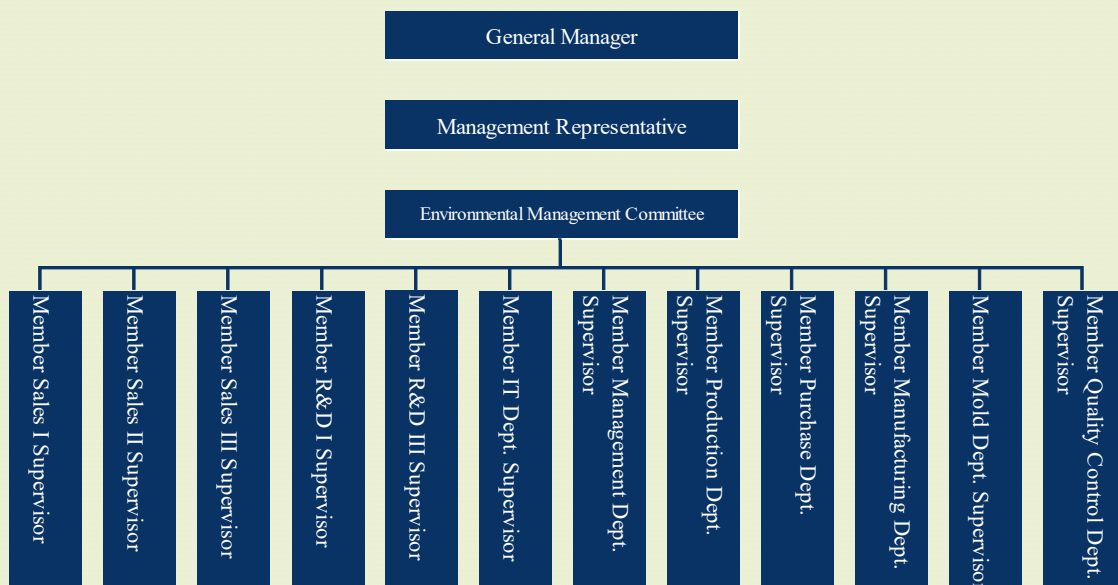 General Manager
Management Representative
Environmental Management Committee
Member Sales I Supervisor
Member Sales II Supervisor
Member Sales III Supervisor
Member R&D I Supervisor
Member R&D III Supervisor
Member IT Dept. Supervisor
Member Management Dept.
Supervisor
Member Production Dept.
Supervisor
Member Purchase Dept.
Supervisor
Member Manufacturing Dept.
Supervisor
Member Mold Dept. Supervisor
Member Quality Control Dept.
Supervisor